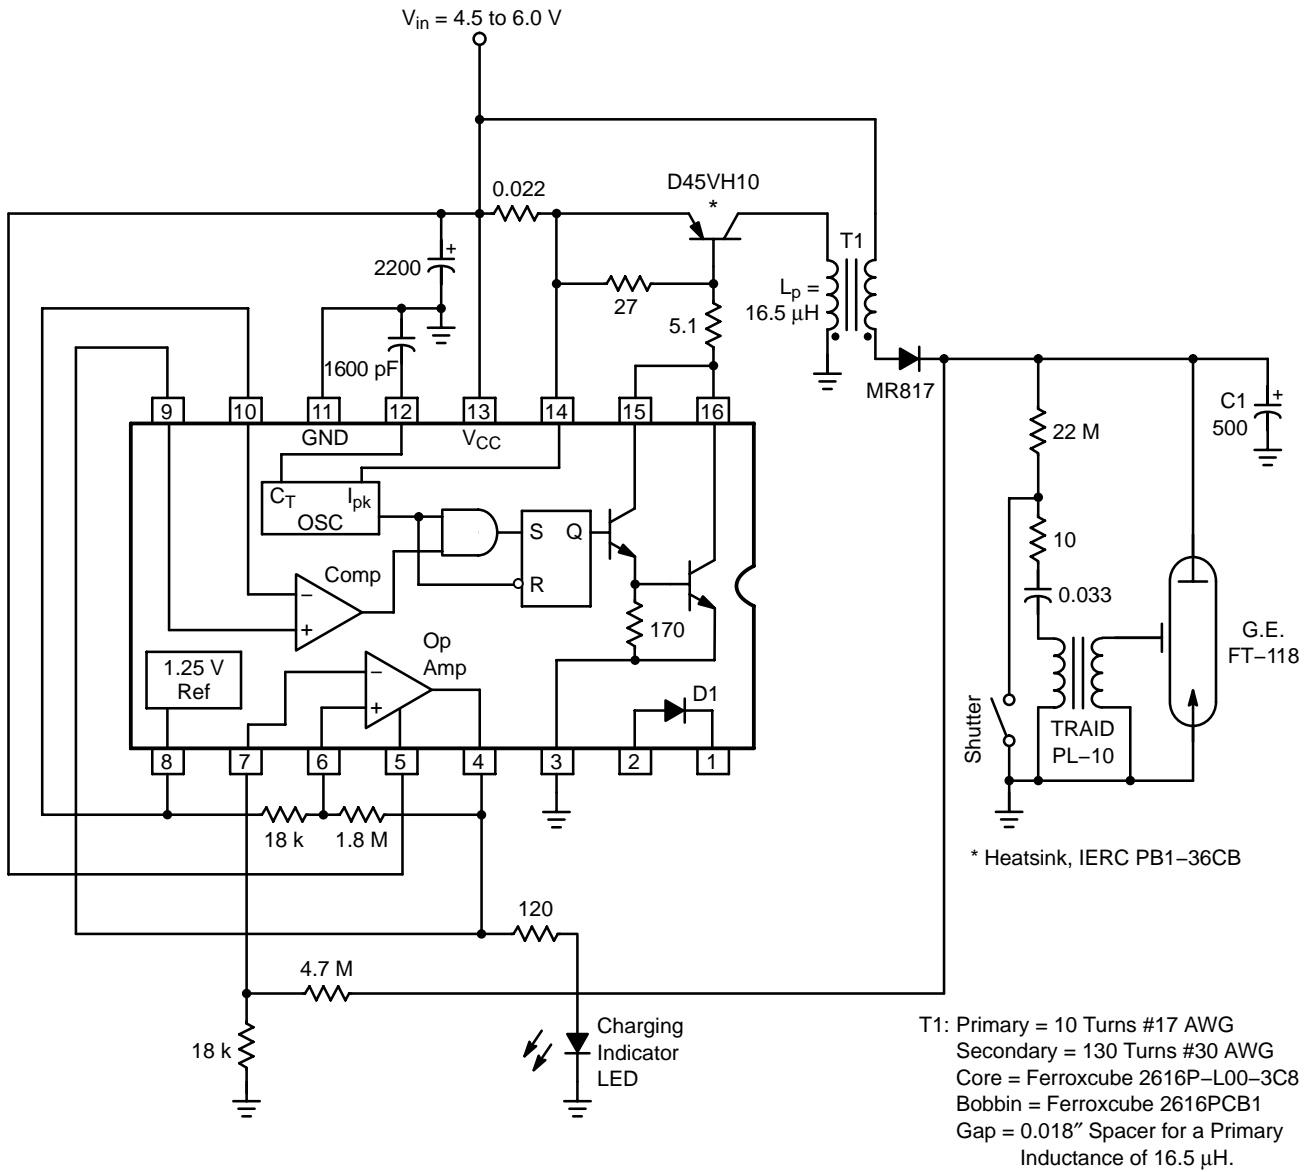 Vin = 4.5 to 6.0 V
0.022
D45VH10
*
T1
2200
+
27
5.1
Lp =
16.5 μH
1600 pF
MR817
C1
500
+
22 M
9
10
11
12
13
14
15
16
GND
VCC
CT
Ipk
OSC
S
Q
R
10
Comp
−
+
0.033
170
G.E.
FT−118
Op
Amp
−
+
1.25 V
Ref
D1
Shutter
TRAID
PL−10
8
7
6
5
4
3
2
1
18 k
1.8 M
* Heatsink, IERC PB1−36CB
120
4.7 M
18 k
Charging
Indicator
LED
T1: Primary = 10 Turns #17 AWG
Secondary = 130 Turns #30 AWG
Core = Ferroxcube 2616P−L00−3C8
Bobbin = Ferroxcube 2616PCB1
Gap = 0.018″ Spacer for a Primary
Inductance of 16.5 μH.